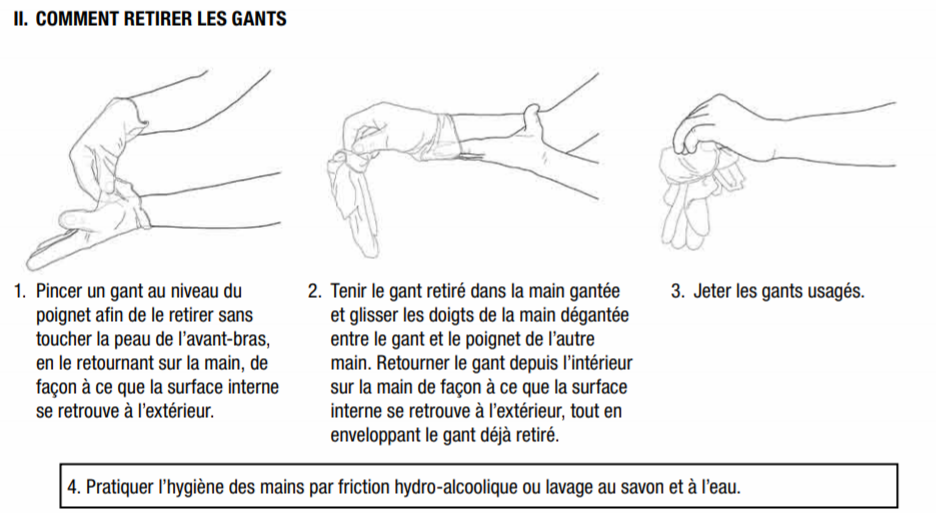 II. COMMENT RETIRER LES GANTS
1. Pincer un gant au niveau du
poignet afin de le retirer sans
toucher la peau de l’avant-bras,
en le retournant sur la main, de
façon à ce que la surface interne
se retrouve à l’extérieur.
2. Tenir le gant retiré dans la main gantée
et glisser les doigts de la main dégantée
entre le gant et le poignet de l’autre
main. Retourner le gant depuis l’intérieur
sur la main de façon à ce que la surface
interne se retrouve à l’extérieur, tout en
enveloppant le gant déjà retiré.
3. Jeter les gants usagés.
4. Pratiquer l’hygiène des mains par friction hydro-alcoolique ou lavage au savon et à l’eau.